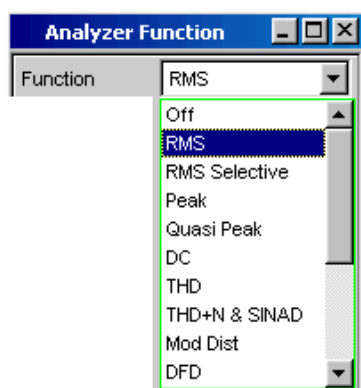 Analyzer Function
Function RMS
Off
RMS
RMS Selective
Peak
Quasi Peak
DC
THD
THD+N & SINAD
Mod Dist
DFD